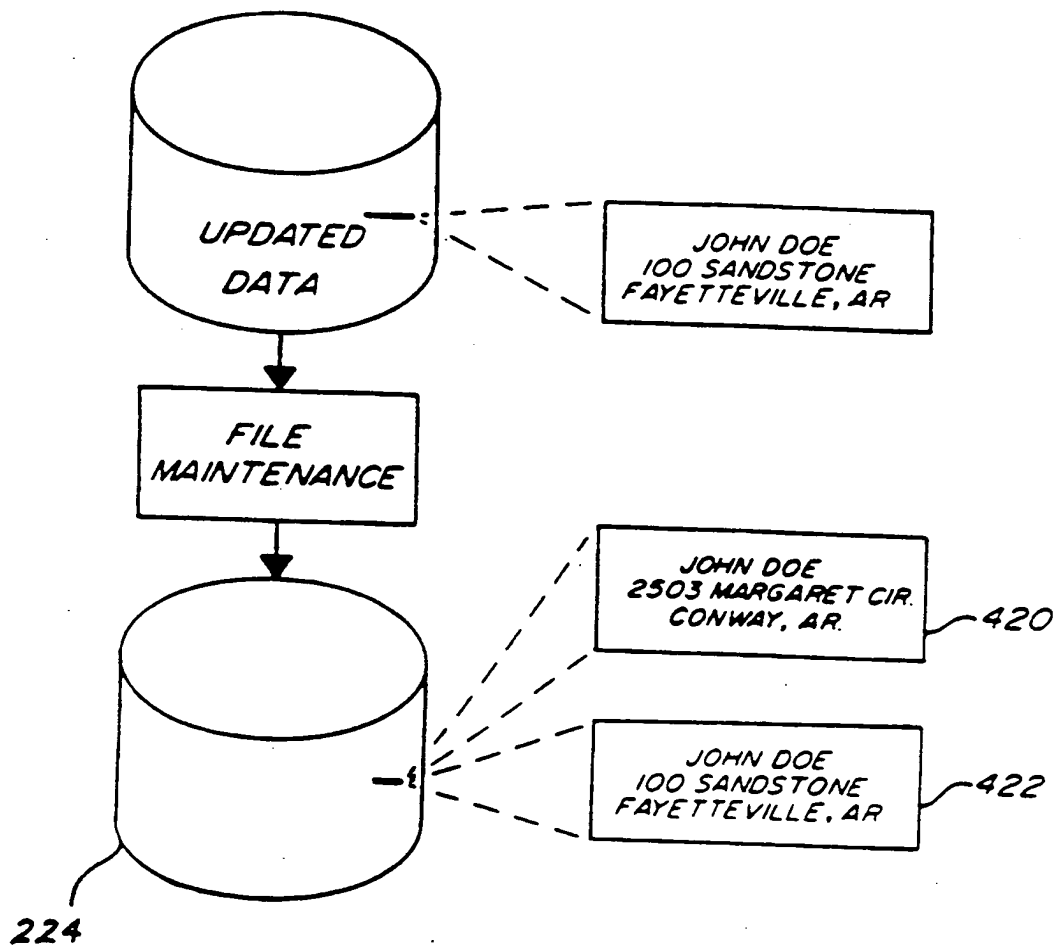 UPDATED
DATA
JOHN DOE
100 SANDSTONE
FAYETTEVILLE, AR
FILE
MAINTENANCE
JOHN DOE
2503 MARGARET CIR.
CONWAY, AR.
420
JOHN DOE
100 SANDSTONE
FAYETTEVILLE, AR
422
224